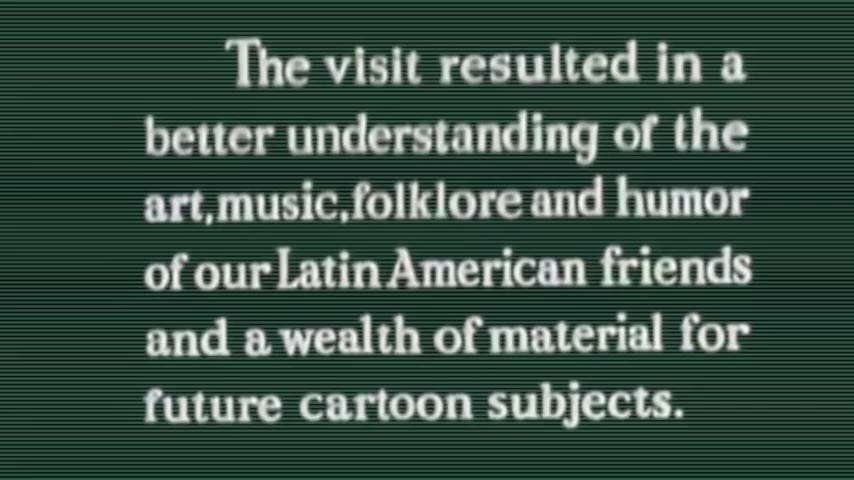 The visit resulted in a
better understanding of the
art, music, folklore and humor
of our Latin American friends
and a wealth of material for
future cartoon subjects.